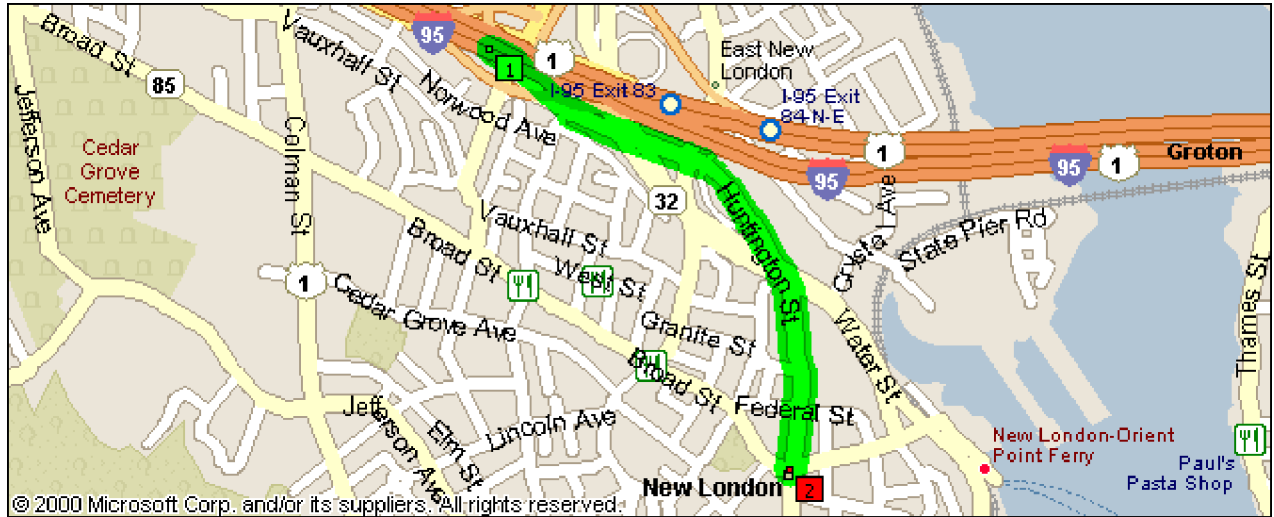 Broad St
85
Vauxhall St
95
1
1
I-95 Exit 83
East New
London
I-95 Exit
84-N-E
1
95
95
1
Groton
Jefferson Ave
Cedar
Grove
Cemetery
Colman St
Norwood Ave
32
Huntington St
State Pier Rd
Vauxhall St
Broad St
West St
1
Cedar Grove Ave
Granite St
Water St
Thames St
Broad St
Federal St
Jefferson Ave
Elm St
Lincoln Ave
New London-Orient
Point Ferry
Paul's
Pasta Shop
New London
2
© 2000 Microsoft Corp. and/or its suppliers. All rights reserved.